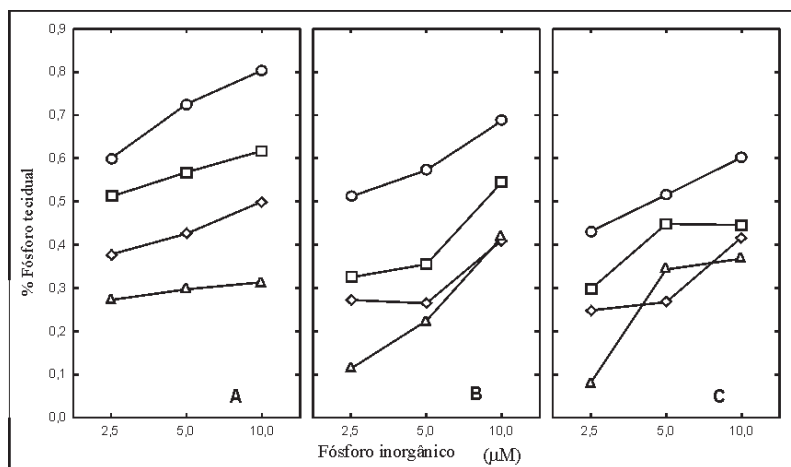 % Fósforo tecidual
0,9
0,8
0,7
0,6
0,5
0,4
0,3
0,2
0,1
0,0
A
B
C
2,5 5,0 10,0 2,5 5,0 10,0 2,5 5,0 10,0
Fósforo inorgânico (µM)